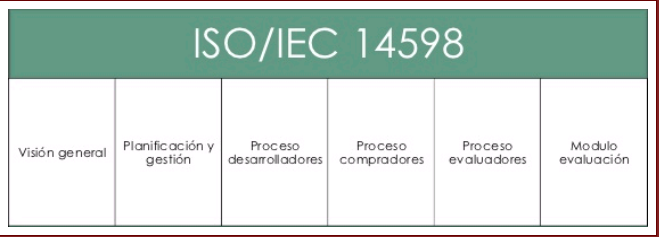 ISO/IEC 14598
Visión general
Planificación y
gestión
Proceso
desarrolladores
Proceso
compradores
Proceso
evaluadores
Modulo
evaluación